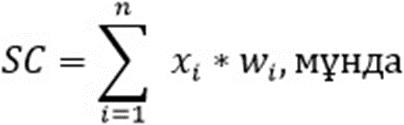 SC = ∑_{i=1}^{n} x_i * w_i, мұнда